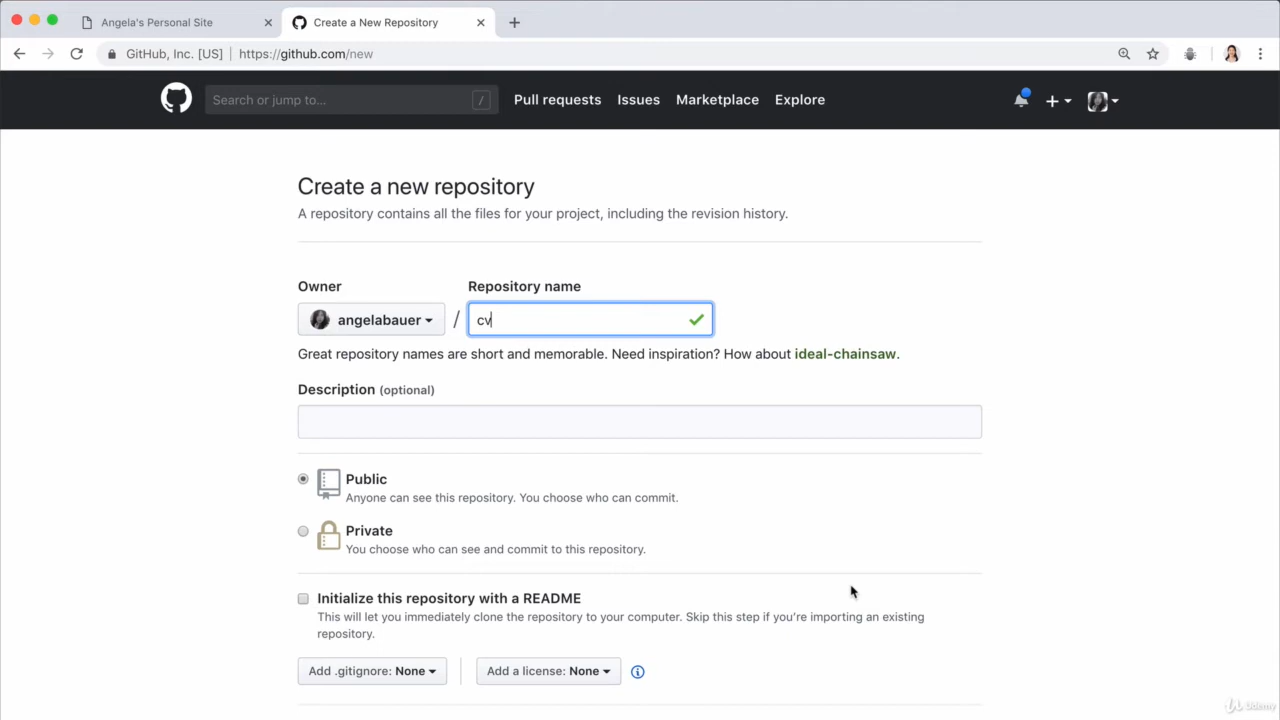 Angela's Personal Site
Create a New Repository
GitHub, Inc. [US] | https://github.com/new
Search or jump to... / Pull requests Issues Marketplace Explore
Create a new repository
A repository contains all the files for your project, including the revision history.
Owner Repository name
angelabauer / cv
Great repository names are short and memorable. Need inspiration? How about ideal-chainsaw.
Description (optional)
Public
Anyone can see this repository. You choose who can commit.
Private
You choose who can see and commit to this repository.
Initialize this repository with a README
This will let you immediately clone the repository to your computer. Skip this step if you're importing an existing
repository.
Add .gitignore: None Add a license: None
Udemy